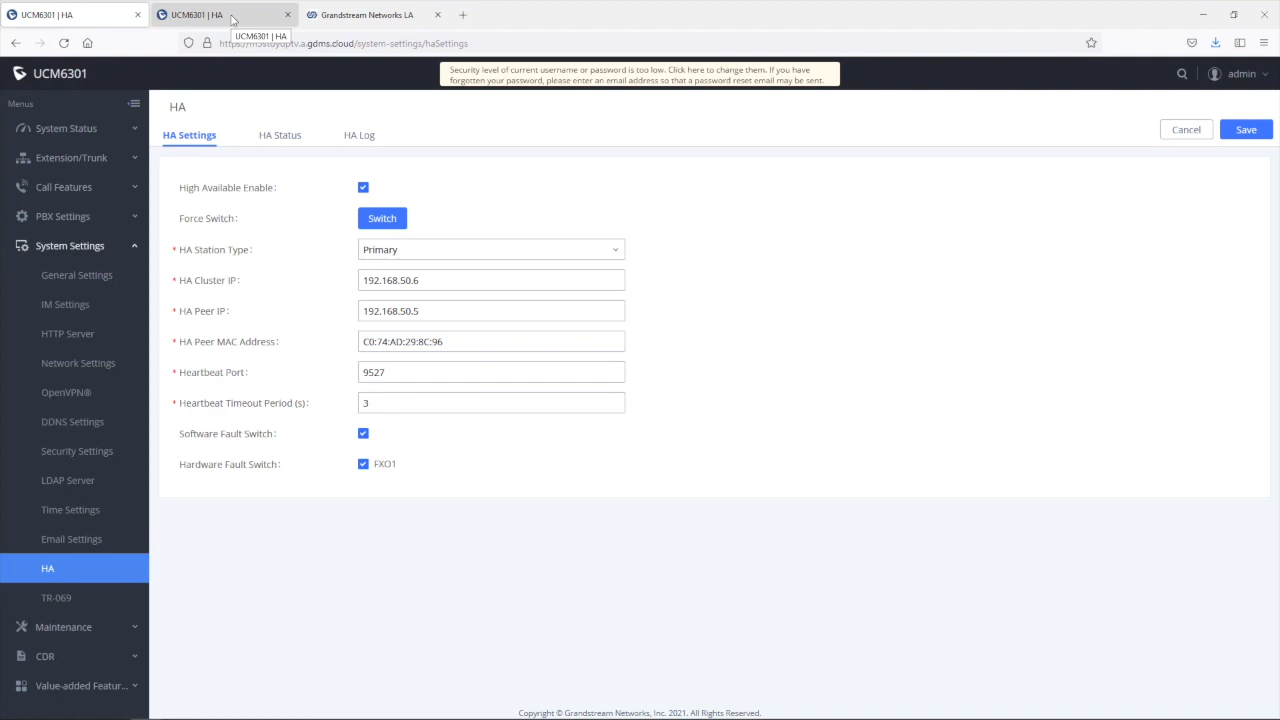 UCM6301 | HA
UCM6301 | HA
Grandstream Networks LA
UCM6301 | HA
.a.gdms.cloud/system-settings/haSettings
UCM6301
Security level of current username or password is too low. Click here to change them. If you have
forgotten your password, please enter an email address so that a password reset email may be sent.
admin
Menus
System Status
Extension/Trunk
Call Features
PBX Settings
System Settings
General Settings
IM Settings
HTTP Server
Network Settings
OpenVPN®
DDNS Settings
Security Settings
LDAP Server
Time Settings
Email Settings
HA
TR-069
Maintenance
CDR
Value-added Featur...
HA
HA Settings
HA Status
HA Log
Cancel
Save
High Available Enable:
Force Switch: Switch
* HA Station Type: Primary
* HA Cluster IP: 192.168.50.6
* HA Peer IP: 192.168.50.5
* HA Peer MAC Address: C0:74:AD:29:8C:96
* Heartbeat Port: 9527
* Heartbeat Timeout Period (s): 3
Software Fault Switch:
Hardware Fault Switch: FXO1
Copyright © Grandstream Networks, Inc. 2021. All Rights Reserved.